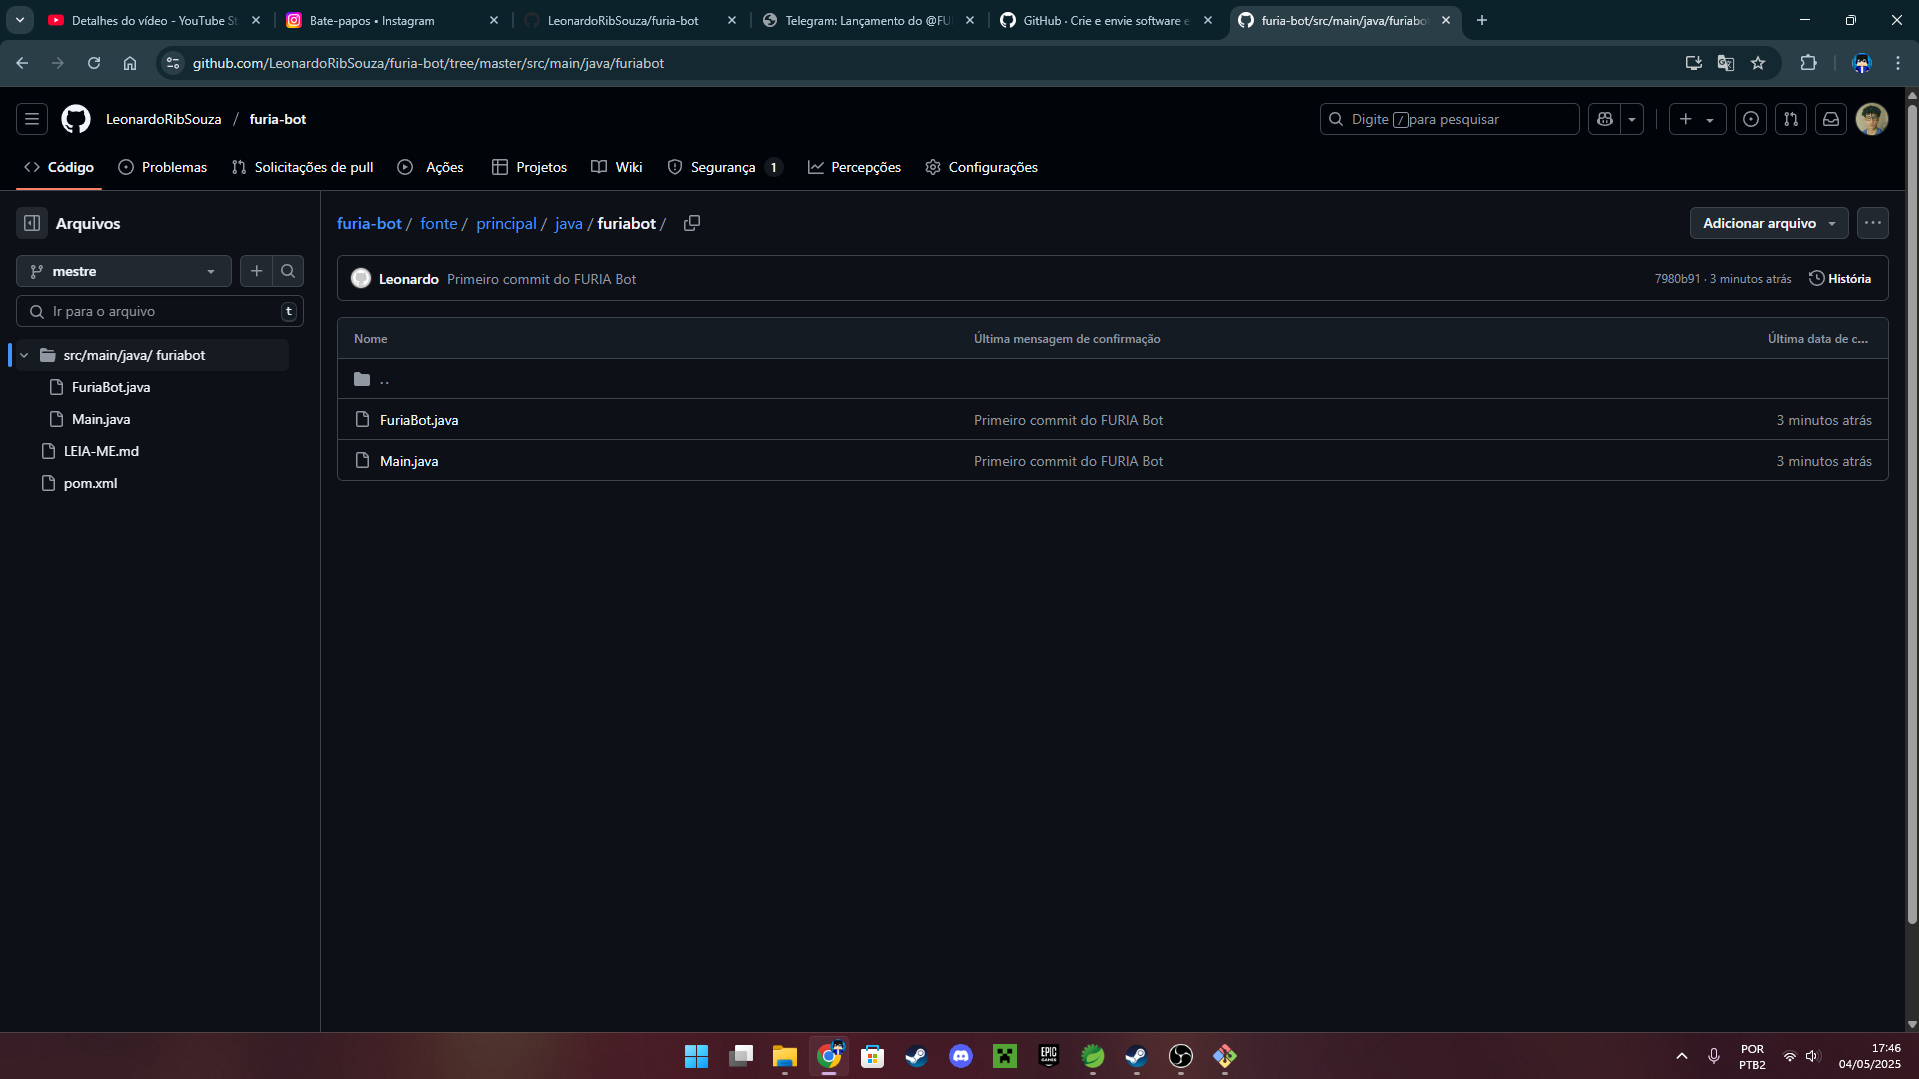 Detalhes do vídeo - YouTube St
Bate-papos • Instagram
LeonardoRibSouza/furia-bot
Telegram: Lançamento do @FU
GitHub · Crie e envie software e
furia-bot/src/main/java/furiabot
github.com/LeonardoRibSouza/furia-bot/tree/master/src/main/java/furiabot
LeonardoRibSouza / furia-bot
Digite / para pesquisar
Código
Problemas
Solicitações de pull
Ações
Projetos
Wiki
Segurança 1
Percepções
Configurações
Arquivos
furia-bot / fonte / principal / java / furiabot /
Adicionar arquivo
mestre
Leonardo Primeiro commit do FURIA Bot
7980b91 · 3 minutos atrás
História
Ir para o arquivo
t
Nome
Última mensagem de confirmação
Última data de c...
src/main/java/ furiabot
..
FuriaBot.java
Main.java
LEIA-ME.md
pom.xml
FuriaBot.java
Primeiro commit do FURIA Bot
3 minutos atrás
Main.java
Primeiro commit do FURIA Bot
3 minutos atrás
EPIC GAMES
POR
PTB2
17:46
04/05/2025